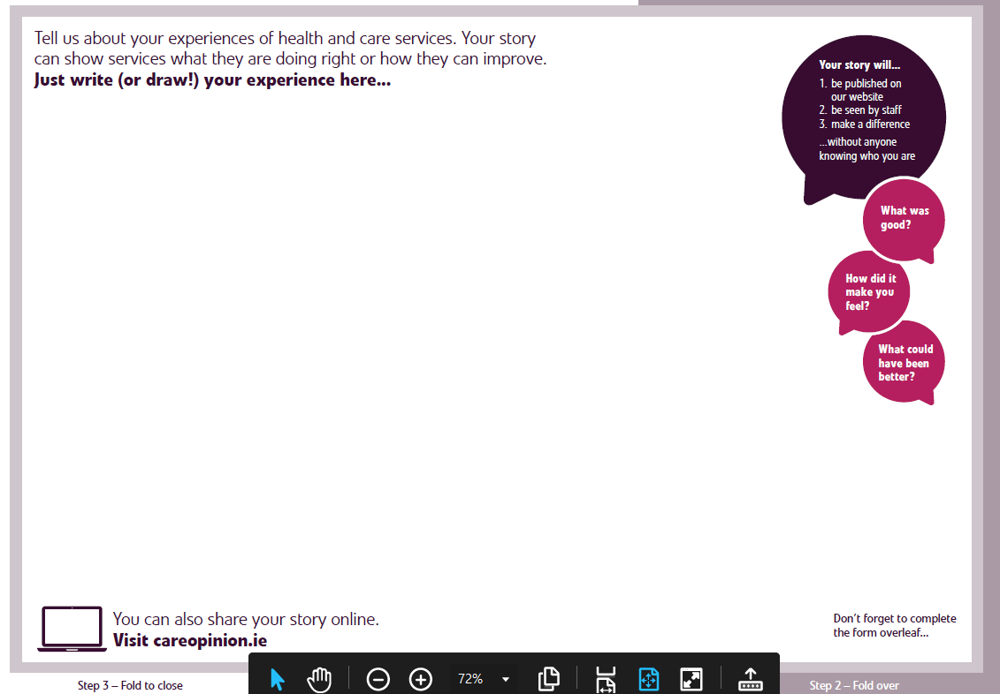 Tell us about your experiences of health and care services. Your story
can show services what they are doing right or how they can improve.
Just write (or draw!) your experience here...
Your story will...
1. be published on
our website
2. be seen by staff
3. make a difference
...without anyone
knowing who you are
What was
good?
How did it
make you
feel?
What could
have been
better?
You can also share your story online.
Visit careopinion.ie
Don't forget to complete
the form overleaf...
Step 3 – Fold to close
72%
Step 2 – Fold over